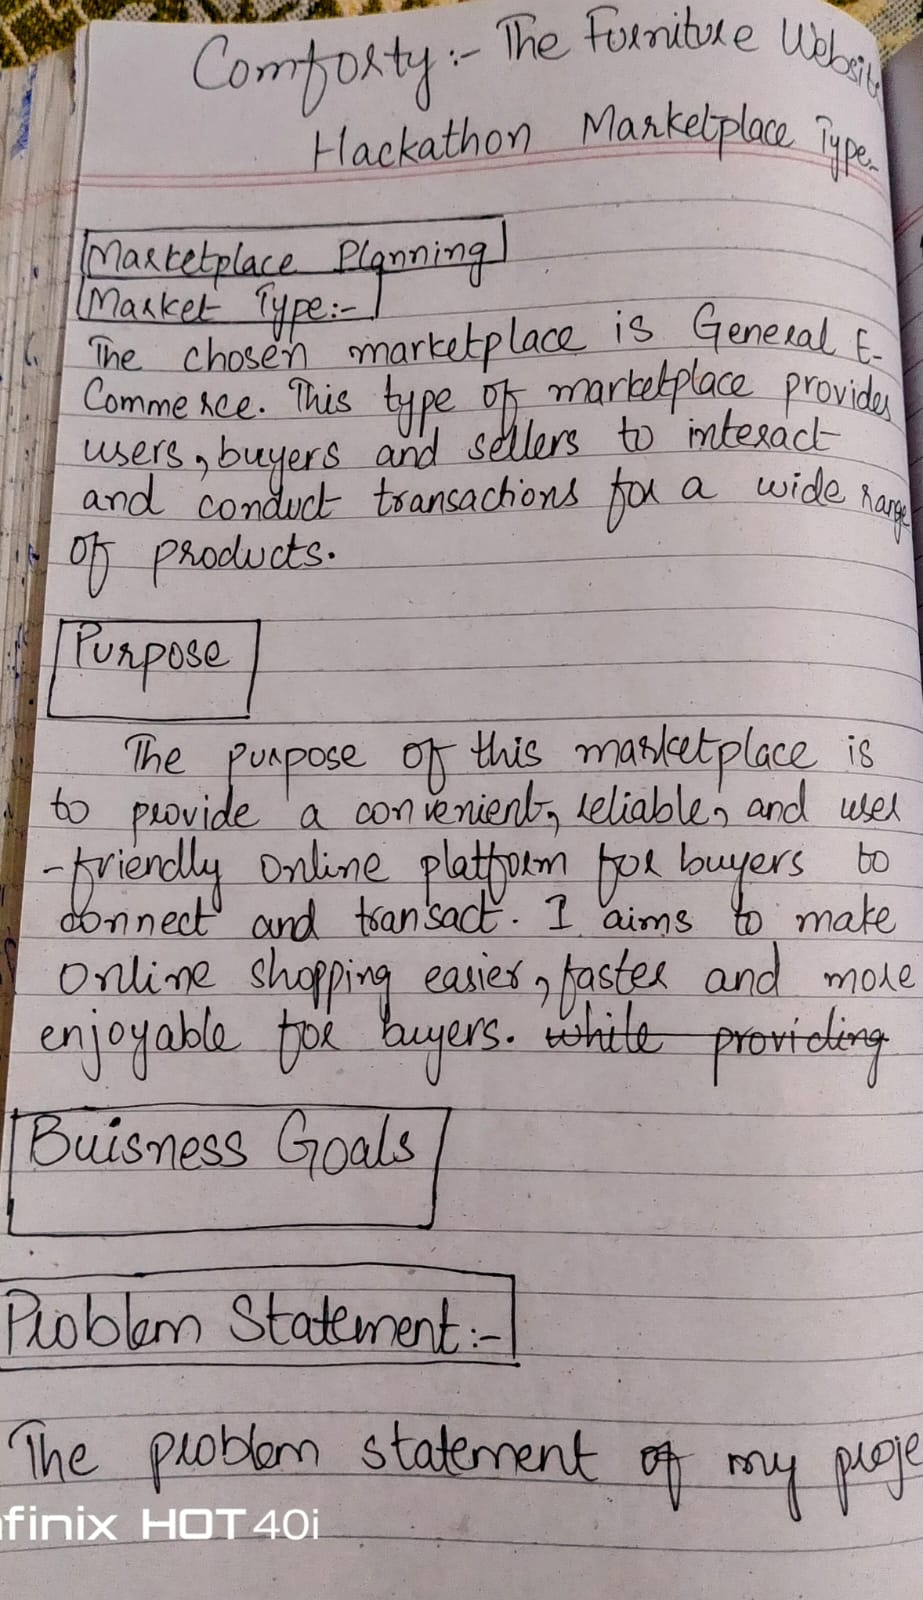 Comforty:- The Furniture Website
Hackathon Marketplace Type:-
Marketplace Planning
Market Type:-
The chosen marketplace is General E-
Commerce. This type of marketplace provides
users, buyers and sellers to interact
and conduct transactions for a wide range
of products.
Purpose
The purpose of this marketplace is
to provide a convenient, reliable, and user
-friendly online platform for buyers to
connect and transact. I aims to make
online shopping easier, faster and more
enjoyable for buyers. while providing
Buisness Goals
Problem Statement:-
The problem statement of my proje
nfinix HOT 40i